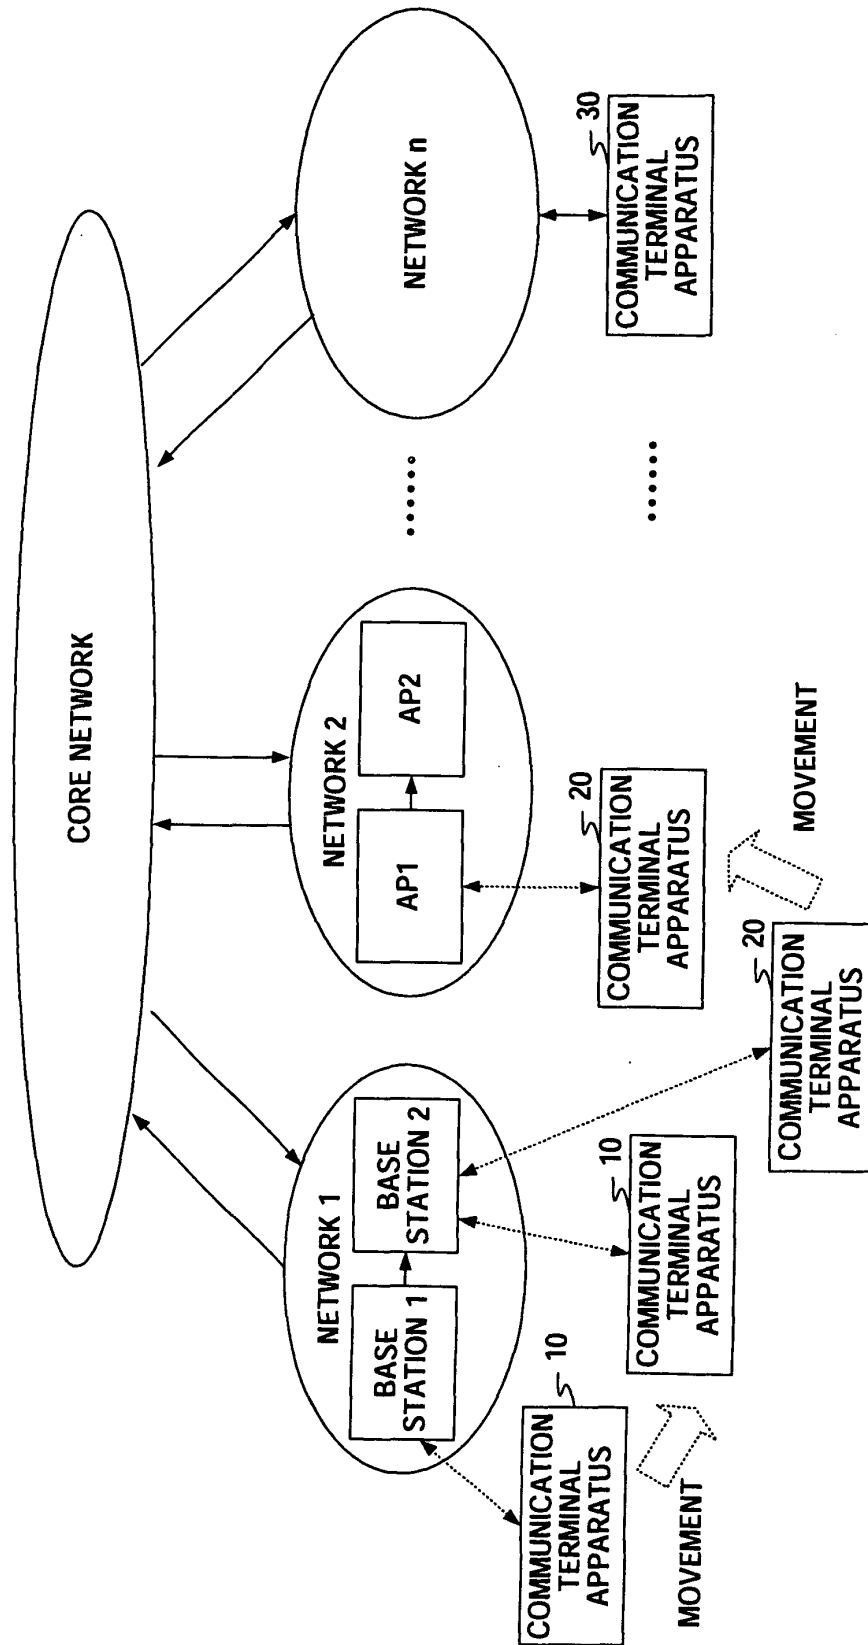 CORE NETWORK
NETWORK 1
BASE
STATION 1
BASE
STATION 2
NETWORK 2
AP1
AP2
......
NETWORK n
10
COMMUNICATION
TERMINAL
APPARATUS
MOVEMENT
10
COMMUNICATION
TERMINAL
APPARATUS
20
COMMUNICATION
TERMINAL
APPARATUS
MOVEMENT
20
COMMUNICATION
TERMINAL
APPARATUS
......
30
COMMUNICATION
TERMINAL
APPARATUS